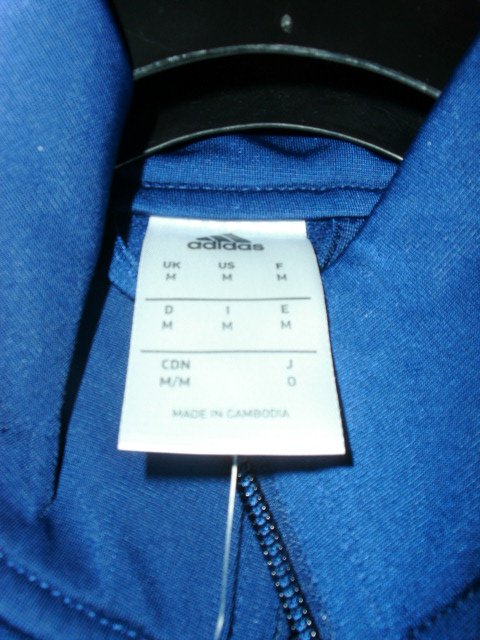 adidas
UK US F
M M M
D I E
M M M
CDN J
M/M O
MADE IN CAMBODIA